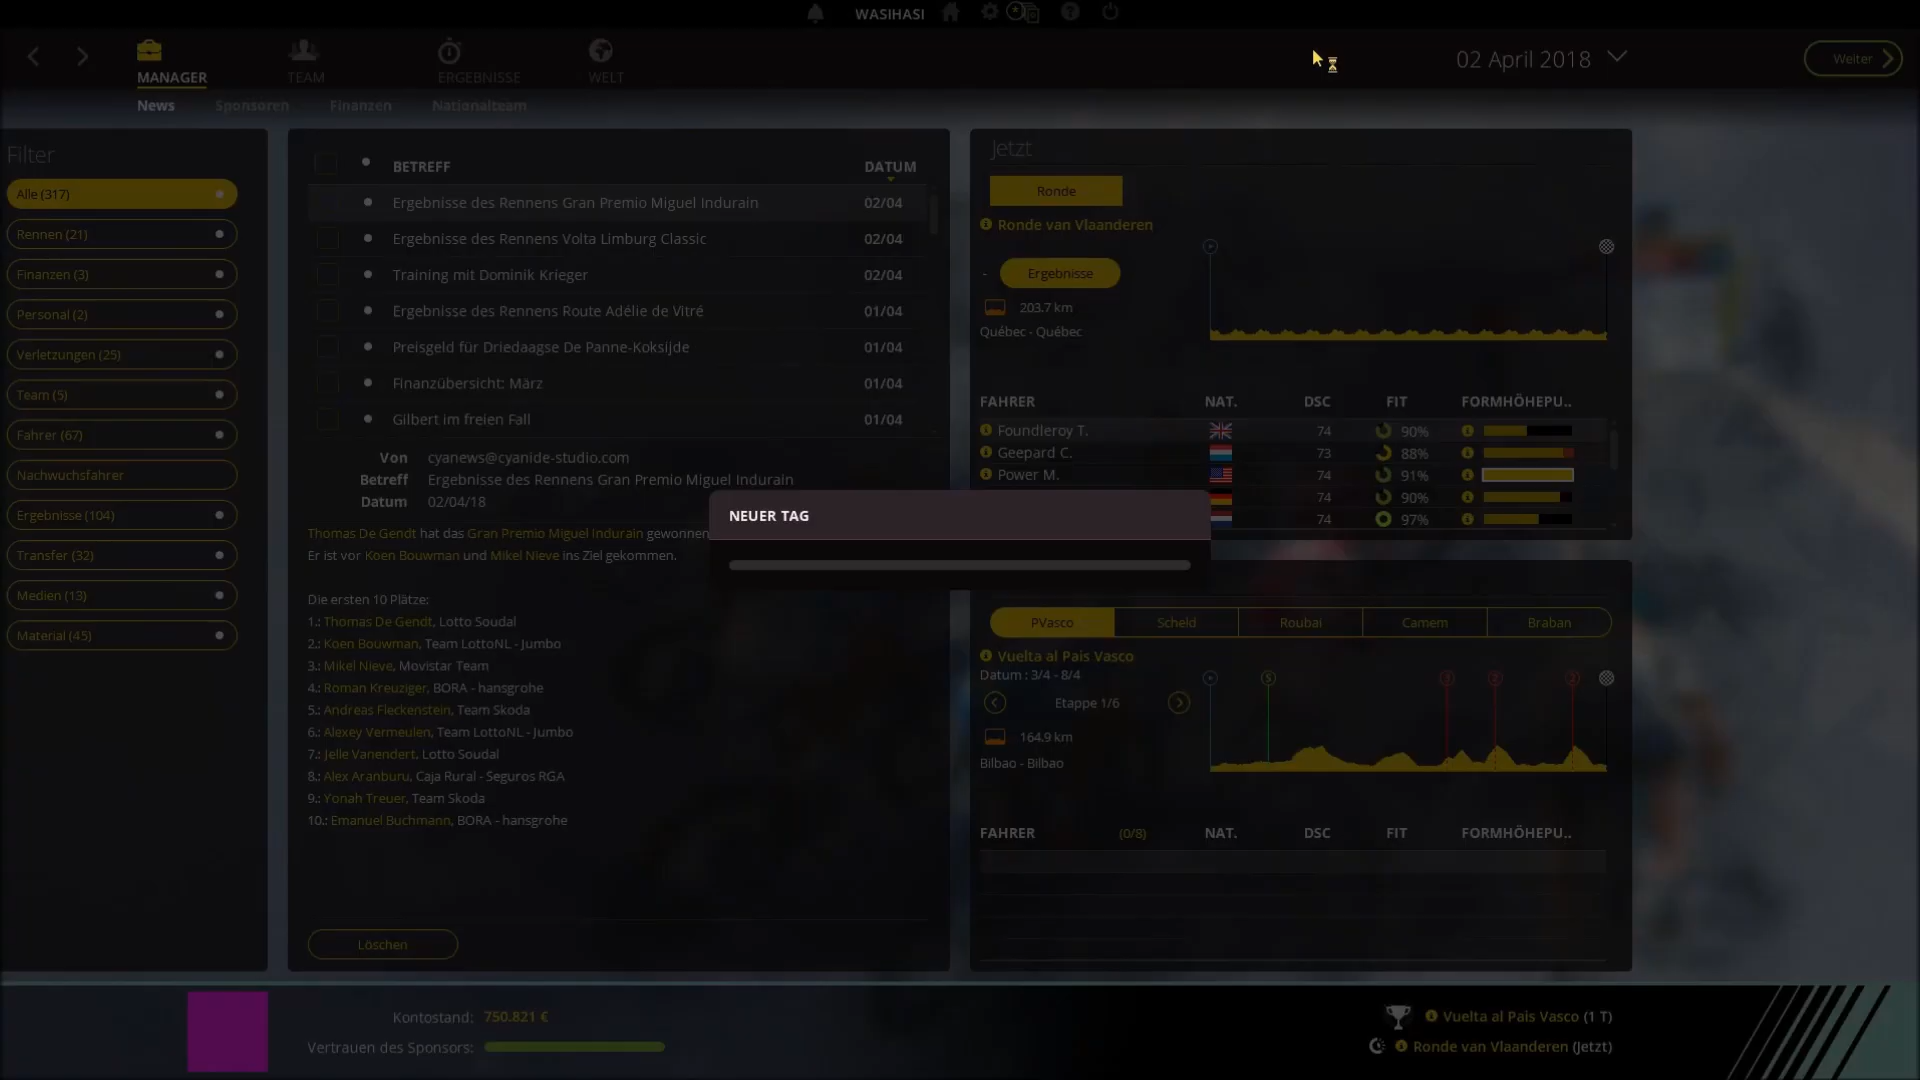 WASIHASI
MANAGER TEAM ERGEBNISSE WELT
02 April 2018
Weiter
News Sponsoren Finanzen Nationalteam
Filter
Alle (317)
Rennen (21)
Finanzen (3)
Personal (2)
Verletzungen (25)
Team (5)
Fahrer (67)
Nachwuchsfahrer
Ergebnisse (104)
Transfer (32)
Medien (13)
Material (45)
BETREFF DATUM
Ergebnisse des Rennens Gran Premio Miguel Indurain 02/04
Ergebnisse des Rennens Volta Limburg Classic 02/04
Training mit Dominik Krieger 02/04
Ergebnisse des Rennens Route Adélie de Vitré 01/04
Preisgeld für Driedaagse De Panne-Koksijde 01/04
Finanzübersicht: März 01/04
Gilbert im freien Fall 01/04
Von cyanews@cyanide-studio.com
Betreff Ergebnisse des Rennens Gran Premio Miguel Indurain
Datum 02/04/18
Thomas De Gendt hat das Gran Premio Miguel Indurain gewonnen
Er ist vor Koen Bouwman und Mikel Nieve ins Ziel gekommen.
Die ersten 10 Plätze:
1.: Thomas De Gendt, Lotto Soudal
2.: Koen Bouwman, Team LottoNL - Jumbo
3.: Mikel Nieve, Movistar Team
4.: Roman Kreuziger, BORA - hansgrohe
5.: Andreas Fleckenstein, Team Skoda
6.: Alexey Vermeulen, Team LottoNL - Jumbo
7.: Jelle Vanendert, Lotto Soudal
8.: Alex Aranburu, Caja Rural - Seguros RGA
9.: Yonah Treuer, Team Skoda
10.: Emanuel Buchmann, BORA - hansgrohe
Löschen
NEUER TAG
Jetzt
Ronde
Ronde van Vlaanderen
- Ergebnisse
203.7 km
Québec - Québec
FAHRER NAT. DSC FIT FORMHÖHEPU..
Foundleroy T. 74 90%
Geepard C. 73 88%
Power M. 74 91%
74 90%
74 97%
PVasco Scheld Roubai Camem Braban
Vuelta al Pais Vasco
Datum : 3/4 - 8/4
Etappe 1/6
164.9 km
Bilbao - Bilbao
S 3 2 2
FAHRER (0/8) NAT. DSC FIT FORMHÖHEPU..
Kontostand: 750.821 €
Vertrauen des Sponsors:
Vuelta al Pais Vasco (1 T)
Ronde van Vlaanderen (Jetzt)